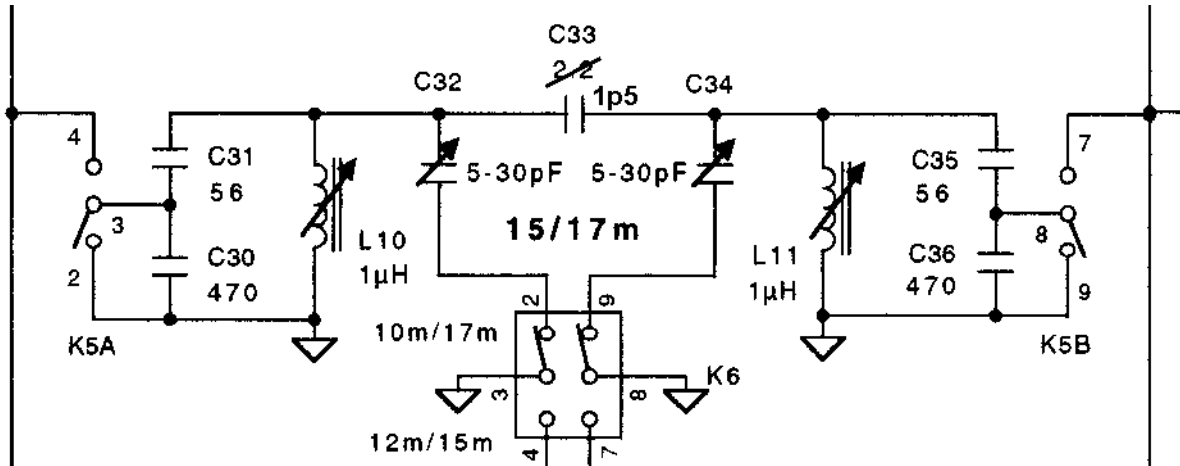 C33
2.2
C32
1p5
C34
4
7
C31
56
5-30pF
5-30pF
C35
56
3
15/17m
8
2
C30
470
L10
1µH
L11
1µH
C36
470
9
K5A
2
9
K5B
10m/17m
3
8
K6
12m/15m
4
7